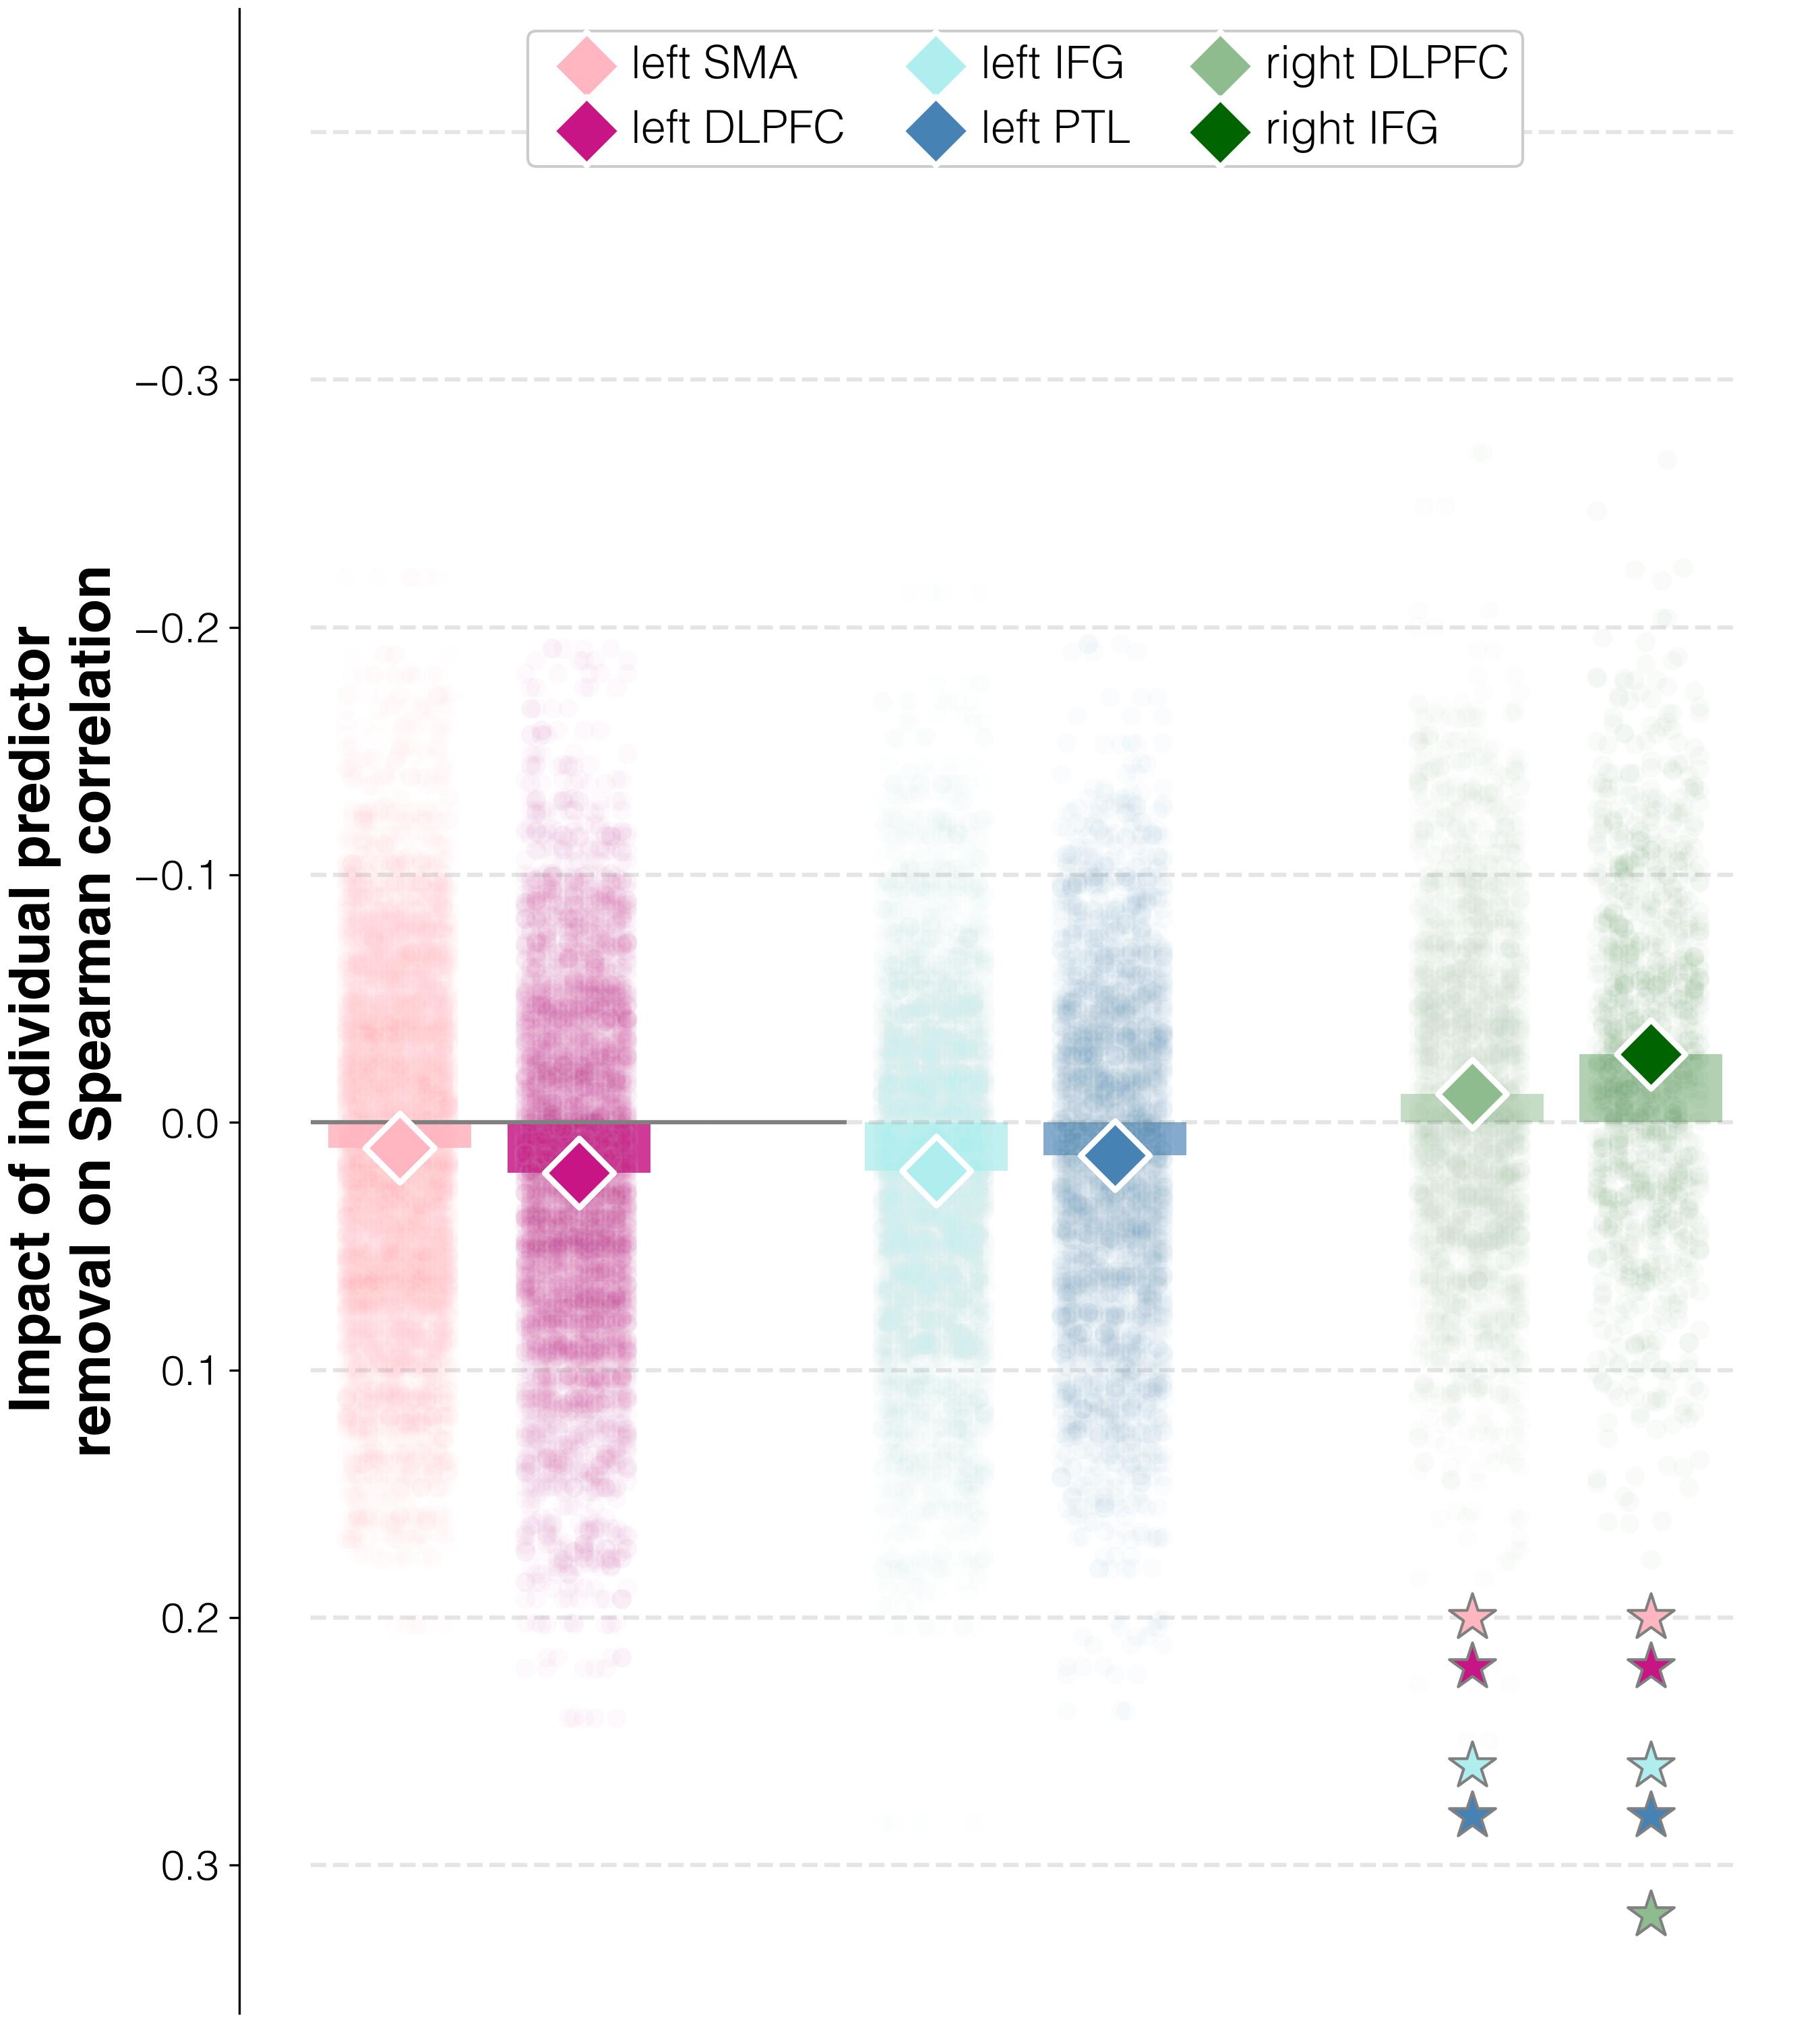 left SMA
left DLPFC
left IFG
left PTL
right DLPFC
right IFG
Impact of individual predictor
removal on Spearman correlation
−0.3
−0.2
−0.1
0.0
0.1
0.2
0.3